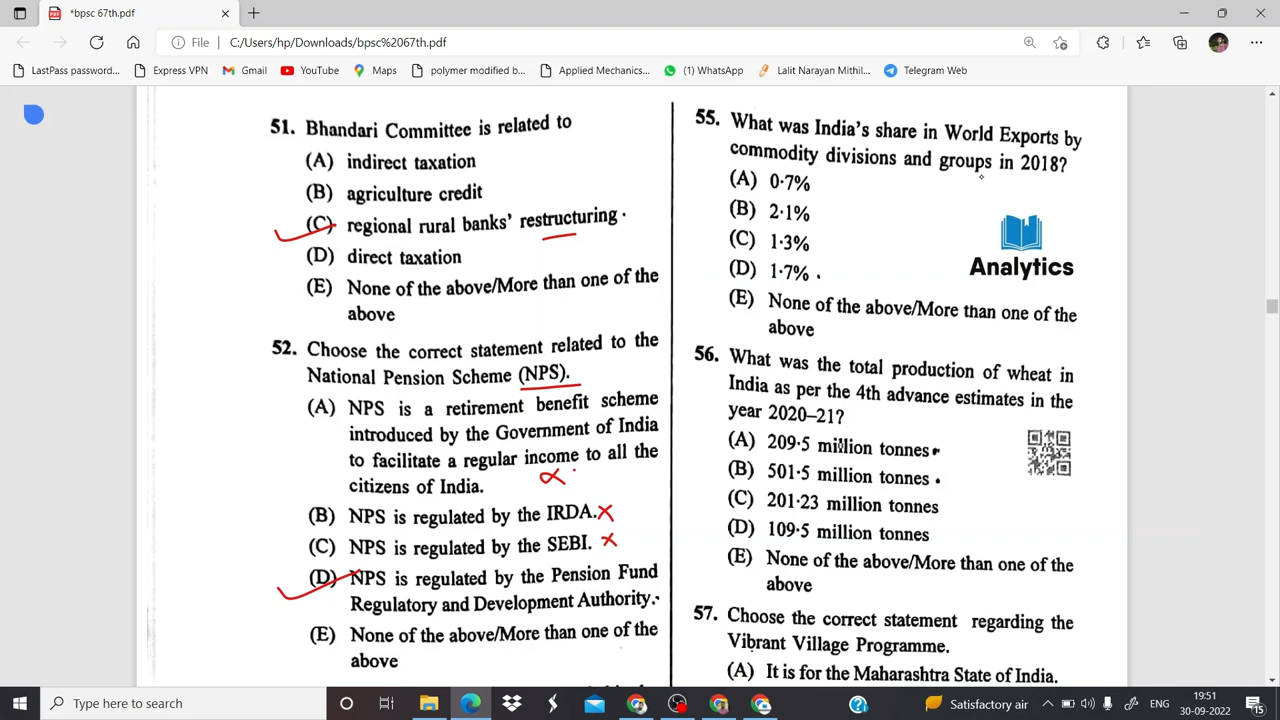 *bpsc 67th.pdf
File
C:/Users/hp/Downloads/bpsc%2067th.pdf
LastPass password...
Express VPN
Gmail
YouTube
Maps
polymer modified b...
Applied Mechanics...
(1) WhatsApp
Lalit Narayan Mithil...
Telegram Web
51. Bhandari Committee is related to
(A) indirect taxation
(B) agriculture credit
(C) regional rural banks' restructuring
(D) direct taxation
(E) None of the above/More than one of the
above
52. Choose the correct statement related to the
National Pension Scheme (NPS).
(A) NPS is a retirement benefit scheme
introduced by the Government of India
to facilitate a regular income to all the
citizens of India.
(B) NPS is regulated by the IRDA.
(C) NPS is regulated by the SEBI.
(D) NPS is regulated by the Pension Fund
Regulatory and Development Authority.
(E) None of the above/More than one of the
above
55. What was India's share in World Exports by
commodity divisions and groups in 2018?
(A) 0·7%
(B) 2·1%
(C) 1·3%
(D) 1·7%
(E) None of the above/More than one of the
above
Analytics
56. What was the total production of wheat in
India as per the 4th advance estimates in the
year 2020–21?
(A) 209·5 million tonnes
(B) 501·5 million tonnes
(C) 201·23 million tonnes
(D) 109·5 million tonnes
(E) None of the above/More than one of the
above
57. Choose the correct statement regarding the
Vibrant Village Programme.
(A) It is for the Maharashtra State of India.
Type here to search
Satisfactory air
ENG
19:51
30-09-2022
15